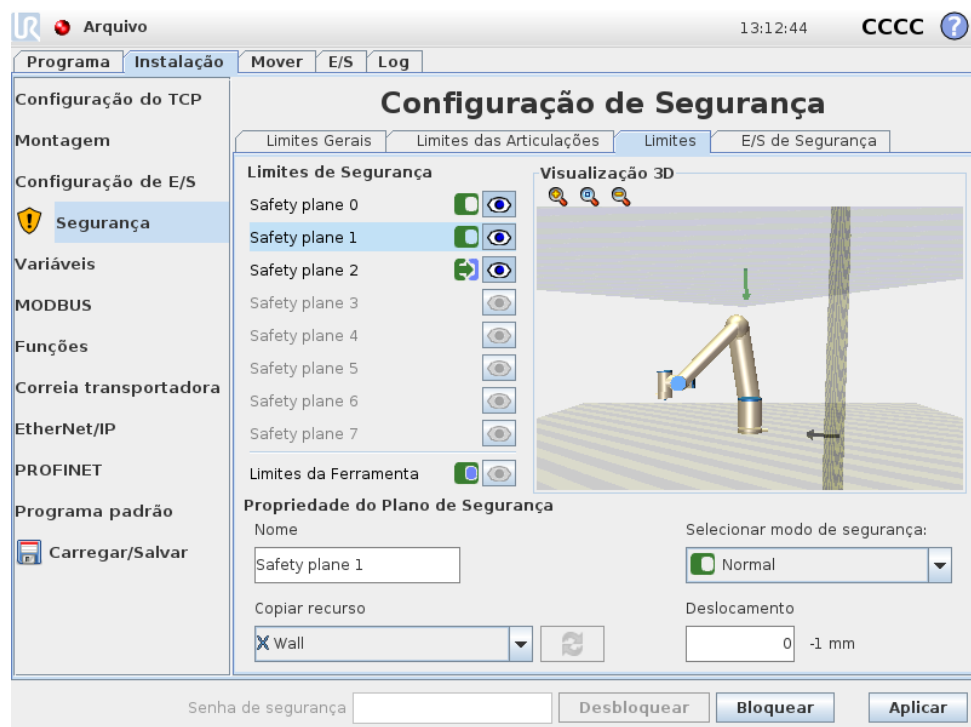 UR Arquivo 13:12:44 CCCC ?
Programa Instalação Mover E/S Log
Configuração do TCP
Montagem
Configuração de E/S
Segurança
Variáveis
MODBUS
Funções
Correia transportadora
EtherNet/IP
PROFINET
Programa padrão
Carregar/Salvar
Configuração de Segurança
Limites Gerais Limites das Articulações Limites E/S de Segurança
Limites de Segurança
Safety plane 0
Safety plane 1
Safety plane 2
Safety plane 3
Safety plane 4
Safety plane 5
Safety plane 6
Safety plane 7
Limites da Ferramenta
Visualização 3D
Propriedade do Plano de Segurança
Nome
Safety plane 1
Selecionar modo de segurança:
Normal
Copiar recurso
Wall
Deslocamento
0 -1 mm
Senha de segurança Desbloquear Bloquear Aplicar